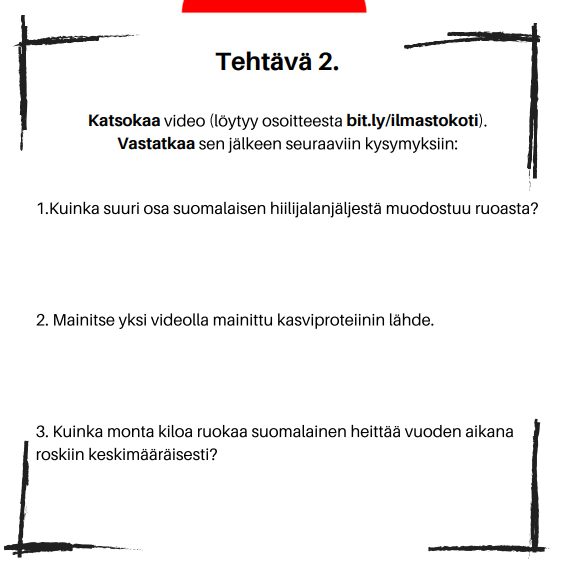 Tehtävä 2.
Katsokaa video (löytyy osoitteesta bit.ly/ilmastokoti).
Vastatkaa sen jälkeen seuraaviin kysymyksiin:
1.Kuinka suuri osa suomalaisen hiilijalanjäljestä muodostuu ruoasta?
2. Mainitse yksi videolla mainittu kasviproteiinin lähde.
3. Kuinka monta kiloa ruokaa suomalainen heittää vuoden aikana
roskiin keskimääräisesti?